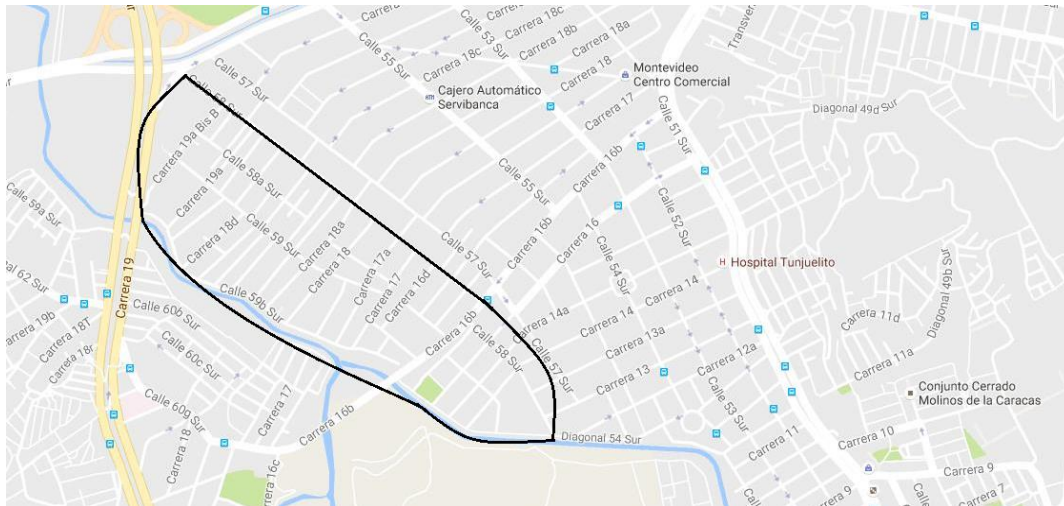 Carrera 18c
Calle 53 Sur
Carrera 18b
Carrera 18a
Transver
Calle 55 Sur
Carrera 18c
Carrera 18
Montevideo
Centro Comercial
Calle 57 Sur
Cajero Automático
Servibanca
Carrera 17
Diagonal 49d Sur
Calle 51 Sur
Carrera 19a Bis B
Carrera 16b
Calle 58a Sur
Calle 55 Sur
Carrera 19a
Calle 59a Sur
Calle 52 Sur
Carrera 18d
Calle 59 Sur
Carrera 18a
Carrera 18
Calle 57 Sur
Carrera 16b
Carrera 16
Calle 54 Sur
Hospital Tunjuelito
Carrera 19
Carrera 17a
Carrera 17
Carrera 16d
Carrera 14
Diagonal 49b Sur
62 Sur
Calle 59b Sur
Calle 60b Sur
Carrera 19b
Carrera 18T
Carrera 18r
Carrera 16b
Calle 58 Sur
Carrera 14a
Carrera 14
Carrera 13a
Carrera 11d
Calle 60c Sur
Calle 57 Sur
Carrera 12a
Carrera 11a
Carrera 13
Conjunto Cerrado
Molinos de la Caracas
Carrera 17
Calle 60g Sur
Carrera 16b
Calle 53 Sur
Carrera 18
Carrera 16c
Diagonal 54 Sur
Carrera 11
Carrera 10
Carrera 9
Carrera 9
Carrera 7